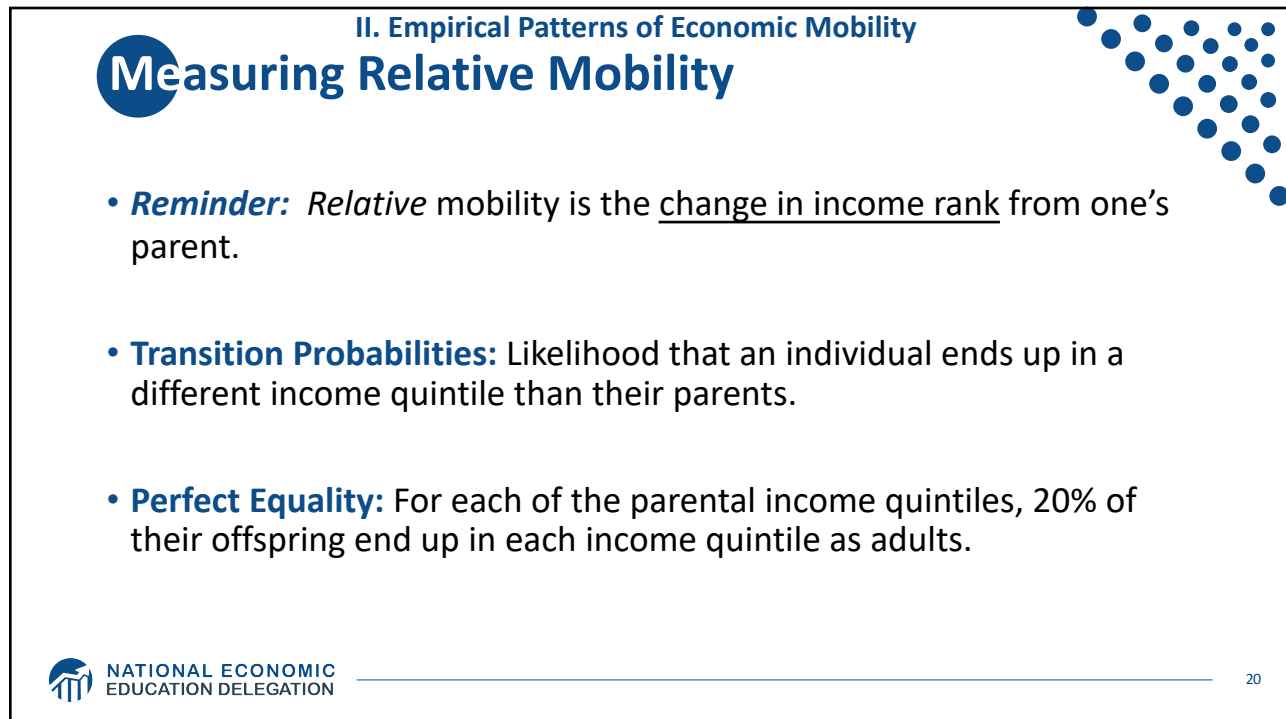 II. Empirical Patterns of Economic Mobility
Measuring Relative Mobility
• Reminder: Relative mobility is the change in income rank from one’s
parent.
• Transition Probabilities: Likelihood that an individual ends up in a
different income quintile than their parents.
• Perfect Equality: For each of the parental income quintiles, 20% of
their offspring end up in each income quintile as adults.
NATIONAL ECONOMIC
EDUCATION DELEGATION
20